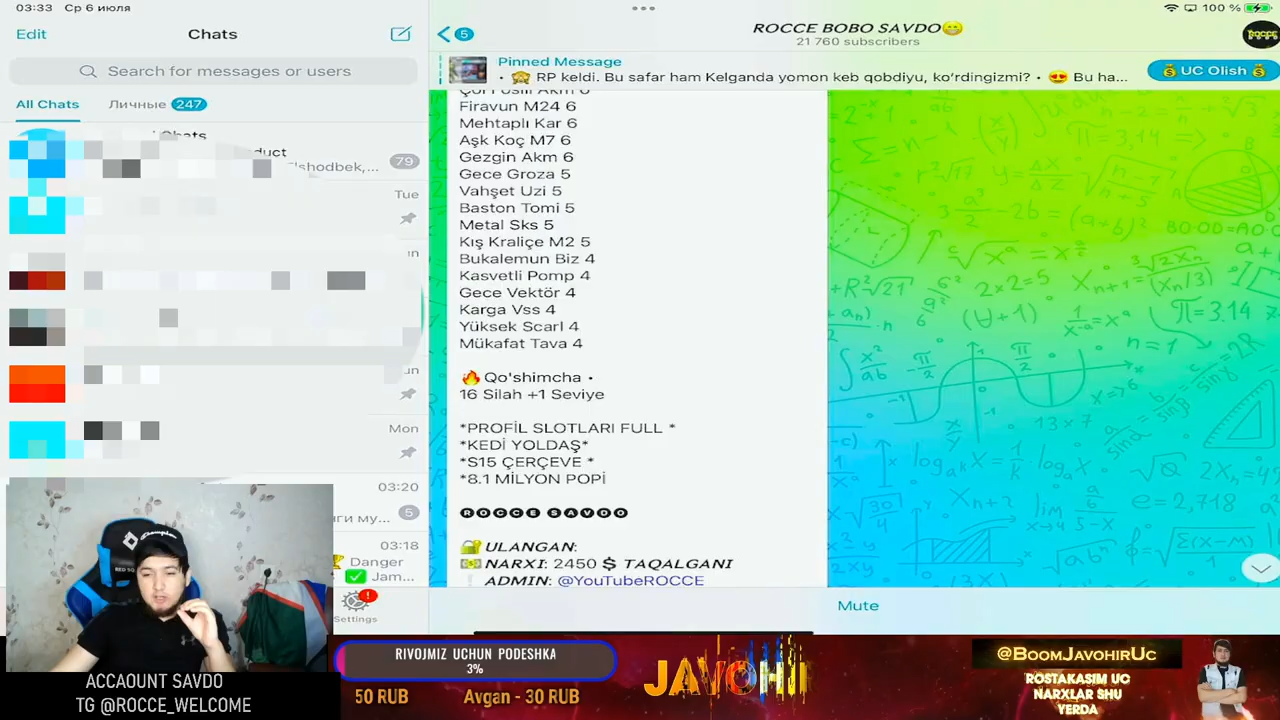 03:33 Ср 6 июля
100 %
Edit
Chats
Search for messages or users
All Chats
Личные 247
Chats
79
Tue
Mon
03:20
5
03:18
Danger
Jam...
Settings
5
ROCCE BOBO SAVDO😁
21 760 subscribers
Pinned Message
• 🙈 RP keldi. Bu safar ham Kelganda yomon keb qobdiyu, ko'rdingizmi? • 😍 Bu ha...
💰 UC Olish 💰
Firavun M24 6
Mehtaplı Kar 6
Aşk Koç M7 6
Gezgin Akm 6
Gece Groza 5
Vahşet Uzi 5
Baston Tomi 5
Metal Sks 5
Kış Kraliçe M2 5
Bukalemun Biz 4
Kasvetli Pomp 4
Gece Vektör 4
Karga Vss 4
Yüksek Scarl 4
Mükafat Tava 4
🔥 Qo'shimcha •
16 Silah +1 Seviye
*PROFİL SLOTLARI FULL *
*KEDİ YOLDAŞ*
*S15 ÇERÇEVE *
*8.1 MİLYON POPİ
ROCCE SAVDO
🔐 ULANGAN:
💵 NARXI: 2450 $ TAQALGANI
ADMIN: @YouTubeROCCE
Mute
ACCAOUNT SAVDO
TG @ROCCE_WELCOME
RIVOJMIZ UCHUN PODESHKA
3%
50 RUB
Avgan - 30 RUB
JAVOHI
@BoomJavohirUc
ROSTAKASIM UC
NARXLAR SHU
YERDA